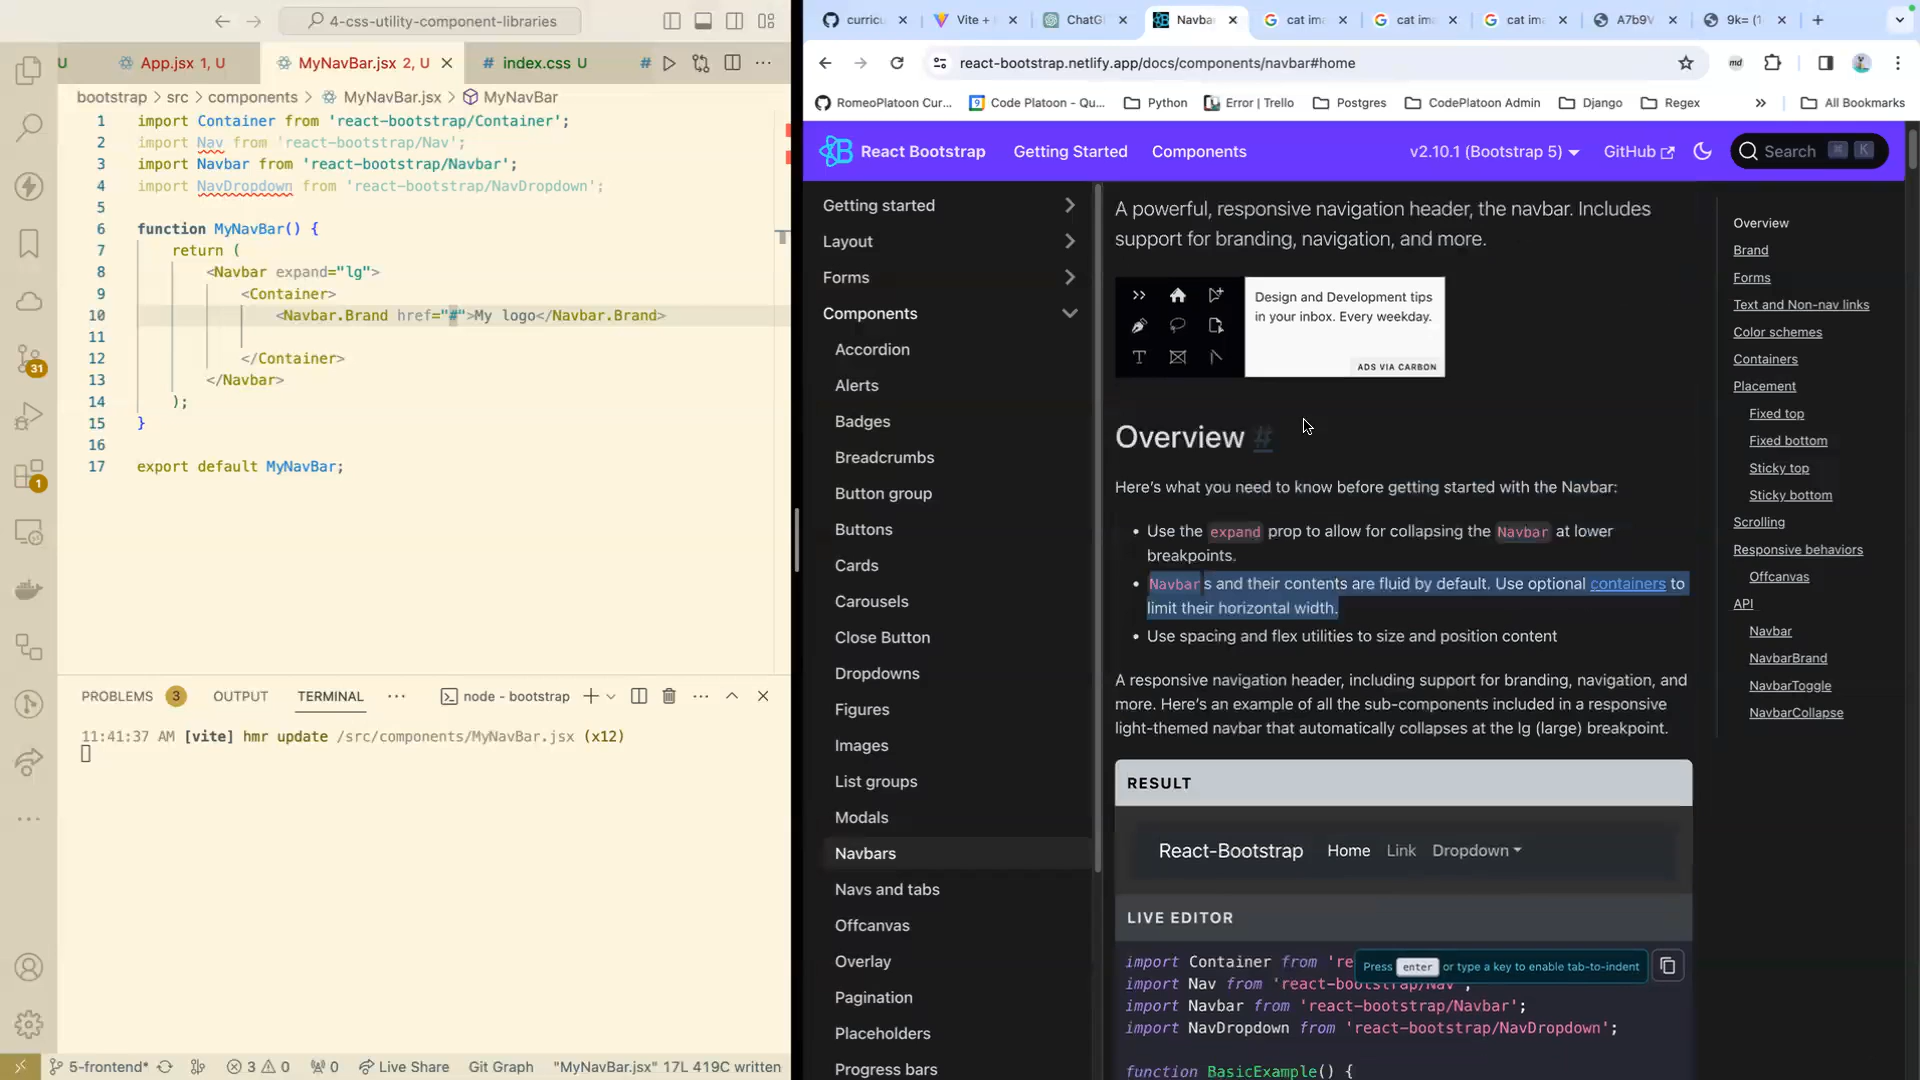 4-css-utility-component-libraries
U
App.jsx 1, U
MyNavBar.jsx 2, U
# index.css U
#
bootstrap > src > components > MyNavBar.jsx > MyNavBar
1 import Container from 'react-bootstrap/Container';
2 import Nav from 'react-bootstrap/Nav';
3 import Navbar from 'react-bootstrap/Navbar';
4 import NavDropdown from 'react-bootstrap/NavDropdown';
5
6 function MyNavBar() {
7 return (
8 <Navbar expand="lg">
9 <Container>
10 <Navbar.Brand href="#">My logo</Navbar.Brand>
11
12 </Container>
13 </Navbar>
14 );
15 }
16
17 export default MyNavBar;
31
1
PROBLEMS 3 OUTPUT TERMINAL ··· node - bootstrap
11:41:37 AM [vite] hmr update /src/components/MyNavBar.jsx (x12)
5-frontend* 3 0 0 Live Share Git Graph "MyNavBar.jsx" 17L 419C written
curricu
Vite +
ChatG
Navba
cat ima
cat im
cat im
A7b9V
9k= (1
react-bootstrap.netlify.app/docs/components/navbar#home
md
RomeoPlatoon Cur...
Code Platoon - Qu...
Python
Error | Trello
Postgres
CodePlatoon Admin
Django
Regex
»
All Bookmarks
React Bootstrap
Getting Started
Components
v2.10.1 (Bootstrap 5)
GitHub
Search ⌘ K
Getting started
Layout
Forms
Components
Accordion
Alerts
Badges
Breadcrumbs
Button group
Buttons
Cards
Carousels
Close Button
Dropdowns
Figures
Images
List groups
Modals
Navbars
Navs and tabs
Offcanvas
Overlay
Pagination
Placeholders
Progress bars
A powerful, responsive navigation header, the navbar. Includes
support for branding, navigation, and more.
Design and Development tips
in your inbox. Every weekday.
ADS VIA CARBON
Overview #
Here's what you need to know before getting started with the Navbar:
• Use the expand prop to allow for collapsing the Navbar at lower
breakpoints.
• Navbar s and their contents are fluid by default. Use optional containers to
limit their horizontal width.
• Use spacing and flex utilities to size and position content
A responsive navigation header, including support for branding, navigation, and
more. Here's an example of all the sub-components included in a responsive
light-themed navbar that automatically collapses at the lg (large) breakpoint.
RESULT
React-Bootstrap Home Link Dropdown
LIVE EDITOR
Press enter or type a key to enable tab-to-indent
import Container from 're
import Nav from 'react-bootstrap/Nav';
import Navbar from 'react-bootstrap/Navbar';
import NavDropdown from 'react-bootstrap/NavDropdown';
function BasicExample() {
Overview
Brand
Forms
Text and Non-nav links
Color schemes
Containers
Placement
Fixed top
Fixed bottom
Sticky top
Sticky bottom
Scrolling
Responsive behaviors
Offcanvas
API
Navbar
NavbarBrand
NavbarToggle
NavbarCollapse